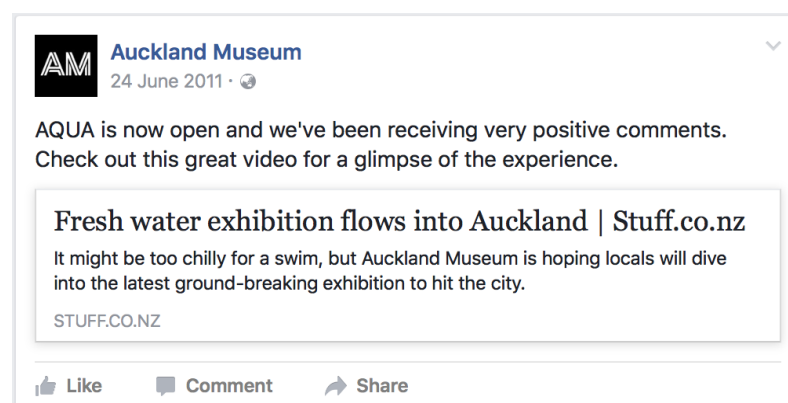 AM
Auckland Museum
24 June 2011 ·
AQUA is now open and we've been receiving very positive comments.
Check out this great video for a glimpse of the experience.
Fresh water exhibition flows into Auckland | Stuff.co.nz
It might be too chilly for a swim, but Auckland Museum is hoping locals will dive
into the latest ground-breaking exhibition to hit the city.
STUFF.CO.NZ
Like Comment Share